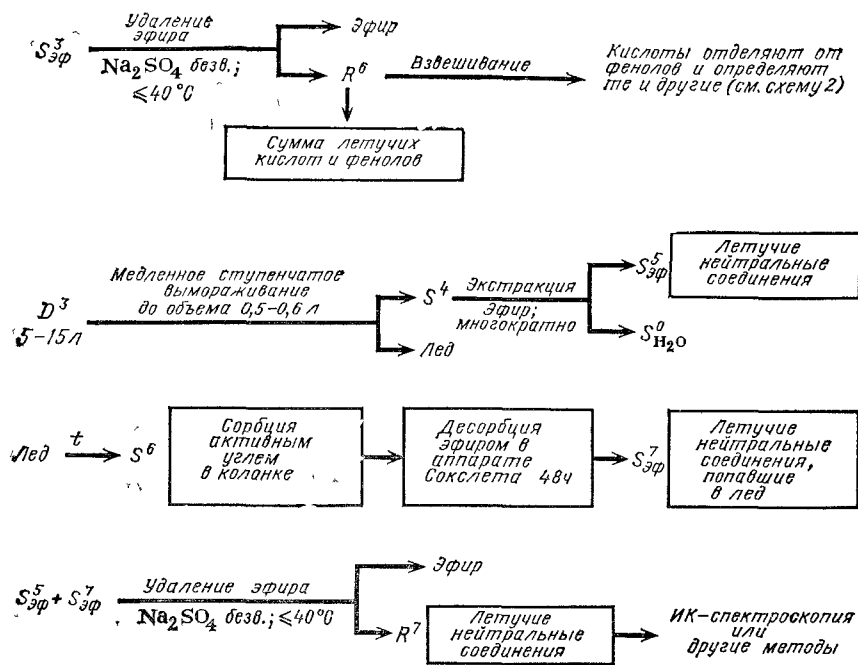 Удаление
эфира
S³эф
Na₂SO₄ безв.;
≤40°C
Эфир
R⁶
Взвешивание
Кислоты отделяют от
фенолов и определяют
те и другие (см. схему 2)
Сумма летучих
кислот и фенолов
D³
5–15л
Медленное ступенчатое
вымораживание
до объема 0,5–0,6 л
S⁴
Лед
Экстракция
Эфир;
многократно
S⁵эф
Летучие
нейтральные
соединения
S⁰H₂O
Лед
t
S⁶
Сорбция
активным
углем
в коланке
Десорбция
эфиром в
аппарате
Сокслета 48ч
S⁷эф
Летучие
нейтральные
соединения,
попавшие
в лед
S⁵эф + S⁷эф
Удаление эфира
Na₂SO₄ безв.; ≤40°C
Эфир
R⁷
Летучие
нейтральные
соединения
ИК–спектроскопия
или
другие методы